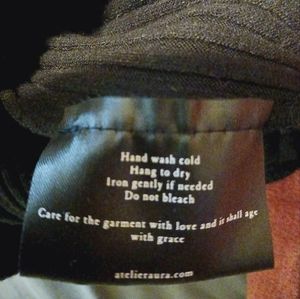 Hand wash cold
Hang to dry
Iron gently if needed
Do not bleach
Care for the garment with love and it shall age
with grace
atelieraura.com